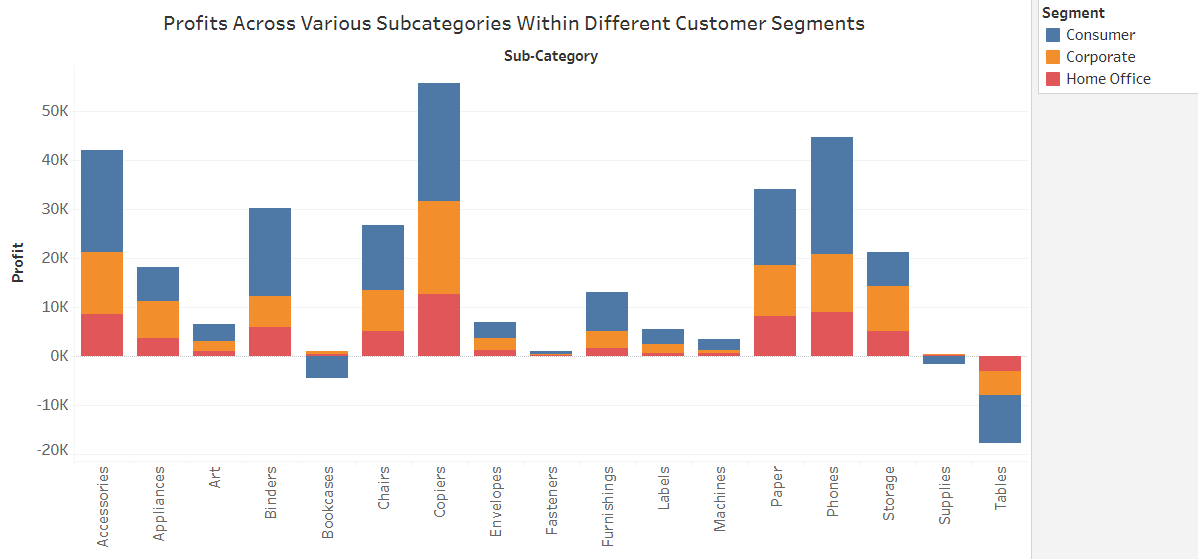 Profits Across Various Subcategories Within Different Customer Segments
Segment
Consumer
Corporate
Home Office
Sub-Category
Profit
50K
40K
30K
20K
10K
0K
-10K
-20K
Accessories
Appliances
Art
Binders
Bookcases
Chairs
Copiers
Envelopes
Fasteners
Furnishings
Labels
Machines
Paper
Phones
Storage
Supplies
Tables